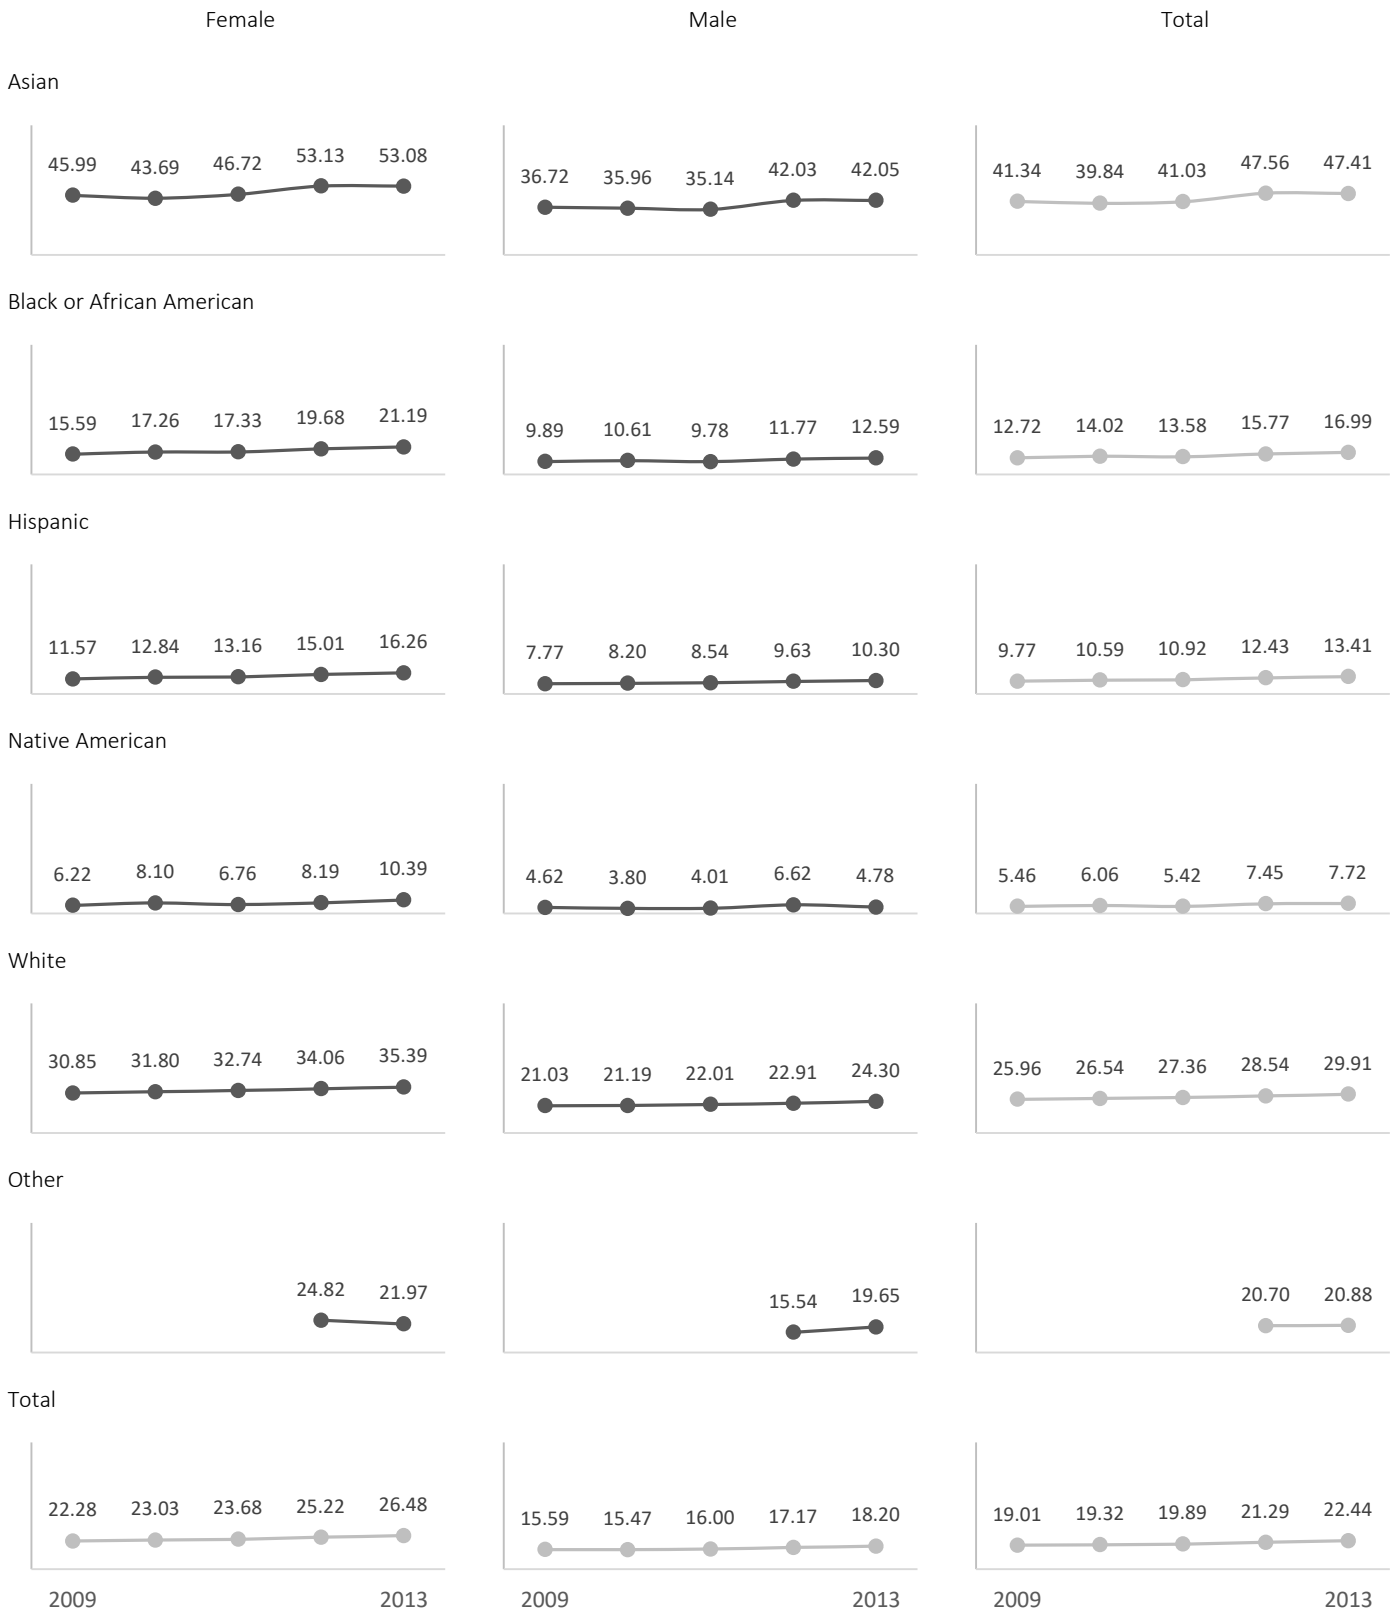 Female Male Total
Asian
45.99 43.69 46.72 53.13 53.08 36.72 35.96 35.14 42.03 42.05 41.34 39.84 41.03 47.56 47.41
Black or African American
15.59 17.26 17.33 19.68 21.19 9.89 10.61 9.78 11.77 12.59 12.72 14.02 13.58 15.77 16.99
Hispanic
11.57 12.84 13.16 15.01 16.26 7.77 8.20 8.54 9.63 10.30 9.77 10.59 10.92 12.43 13.41
Native American
6.22 8.10 6.76 8.19 10.39 4.62 3.80 4.01 6.62 4.78 5.46 6.06 5.42 7.45 7.72
White
30.85 31.80 32.74 34.06 35.39 21.03 21.19 22.01 22.91 24.30 25.96 26.54 27.36 28.54 29.91
Other
24.82 21.97 15.54 19.65 20.70 20.88
Total
22.28 23.03 23.68 25.22 26.48 15.59 15.47 16.00 17.17 18.20 19.01 19.32 19.89 21.29 22.44
2009 2013 2009 2013 2009 2013